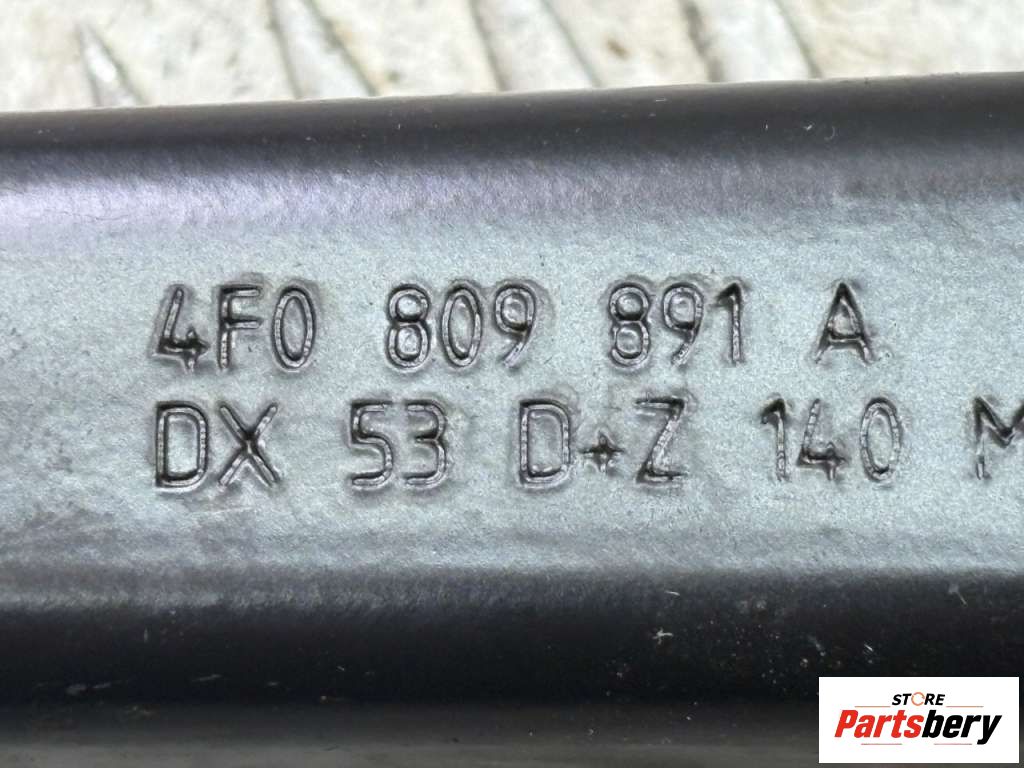 4F0 809 891 A
DX 53 D+Z 140 M
STORE
Partsbery